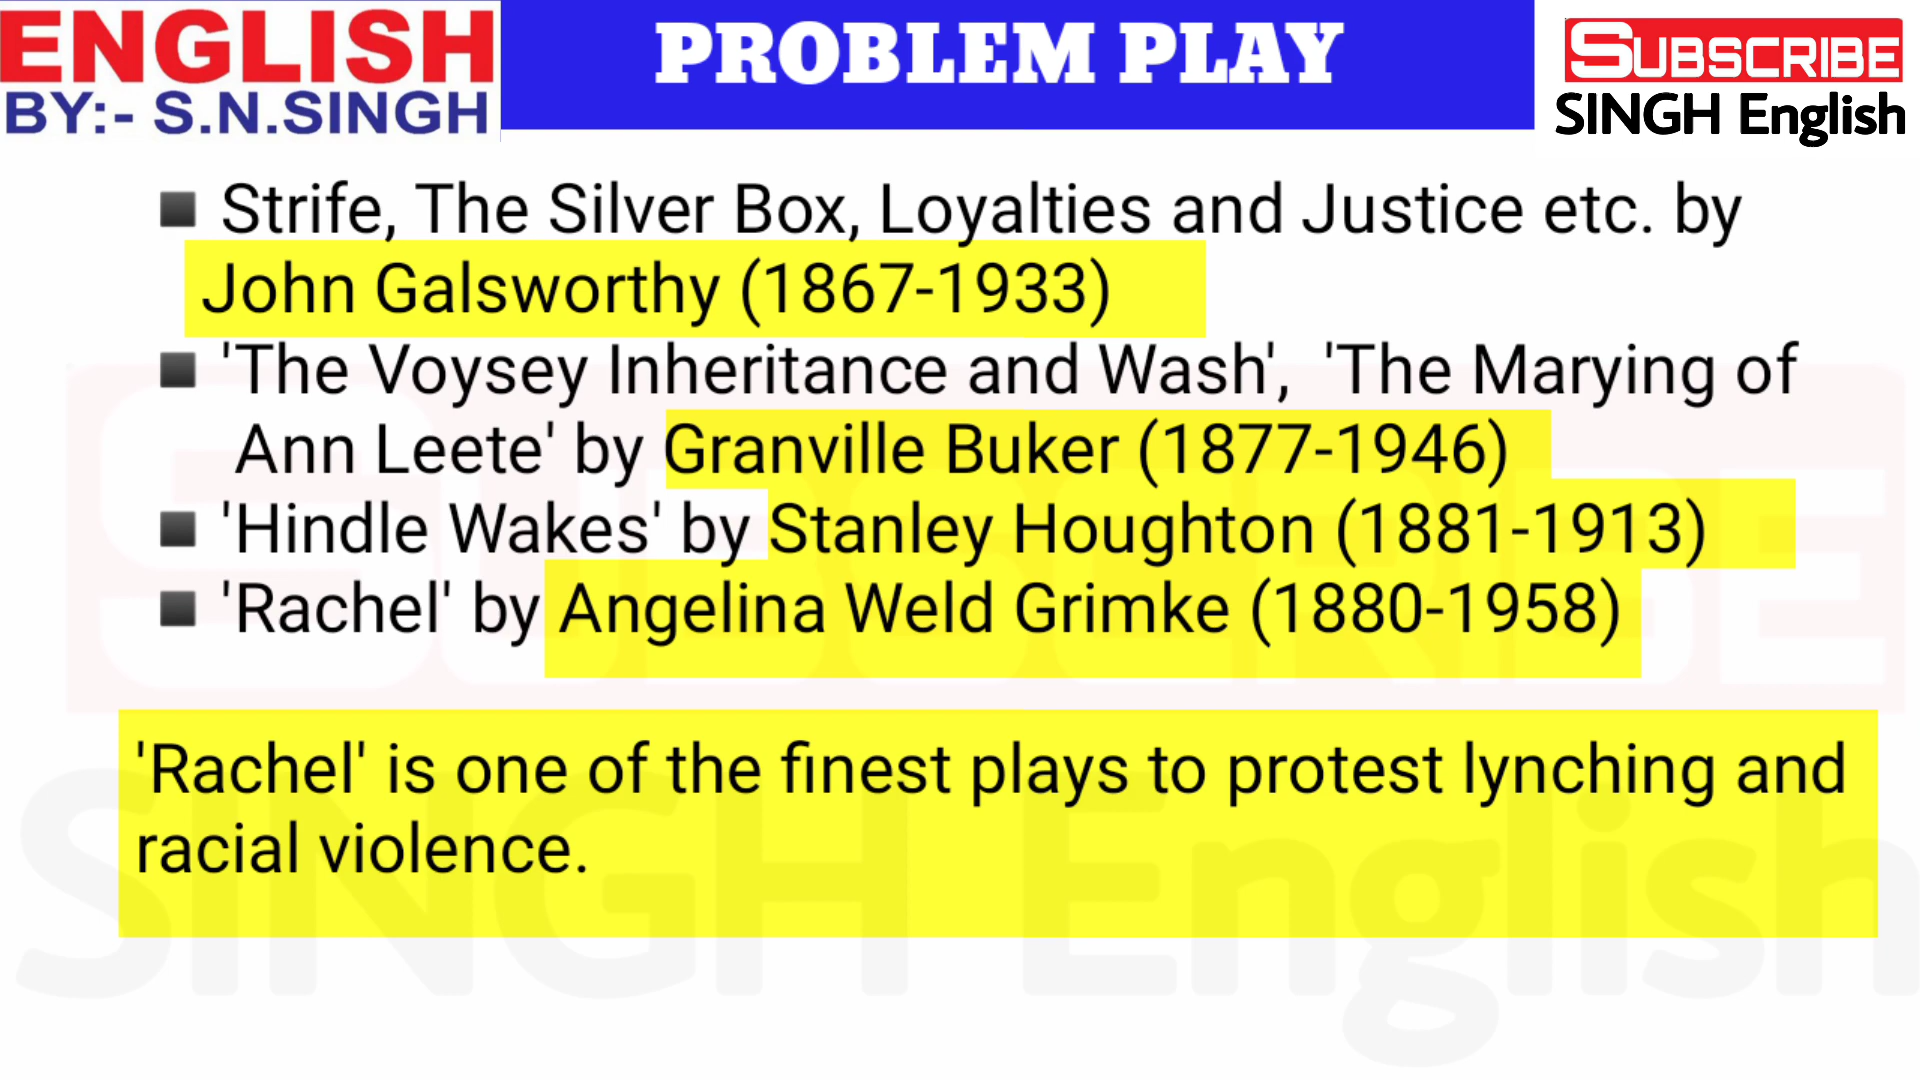 ENGLISH
BY:- S.N.SINGH
PROBLEM PLAY
SUBSCRIBE
SINGH English
■ Strife, The Silver Box, Loyalties and Justice etc. by
John Galsworthy (1867-1933)
■ 'The Voysey Inheritance and Wash', 'The Marying of
Ann Leete' by Granville Buker (1877-1946)
■ 'Hindle Wakes' by Stanley Houghton (1881-1913)
■ 'Rachel' by Angelina Weld Grimke (1880-1958)
'Rachel' is one of the finest plays to protest lynching and
racial violence.
SUBSCRIBE
SINGH English